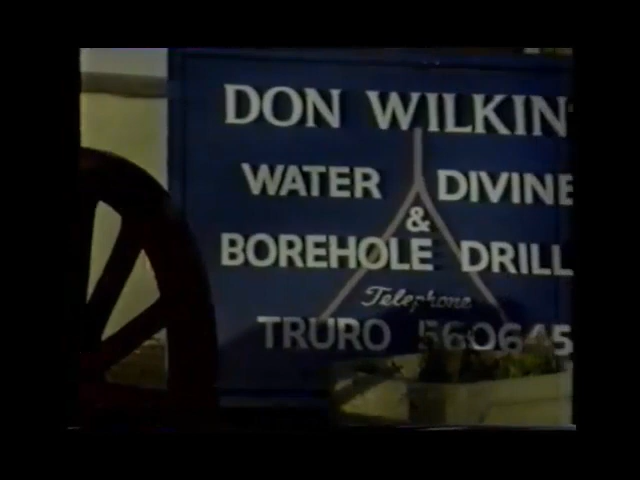 DON WILKIN
WATER DIVINE
&
BOREHOLE DRILL
Telephone
TRURO 560645